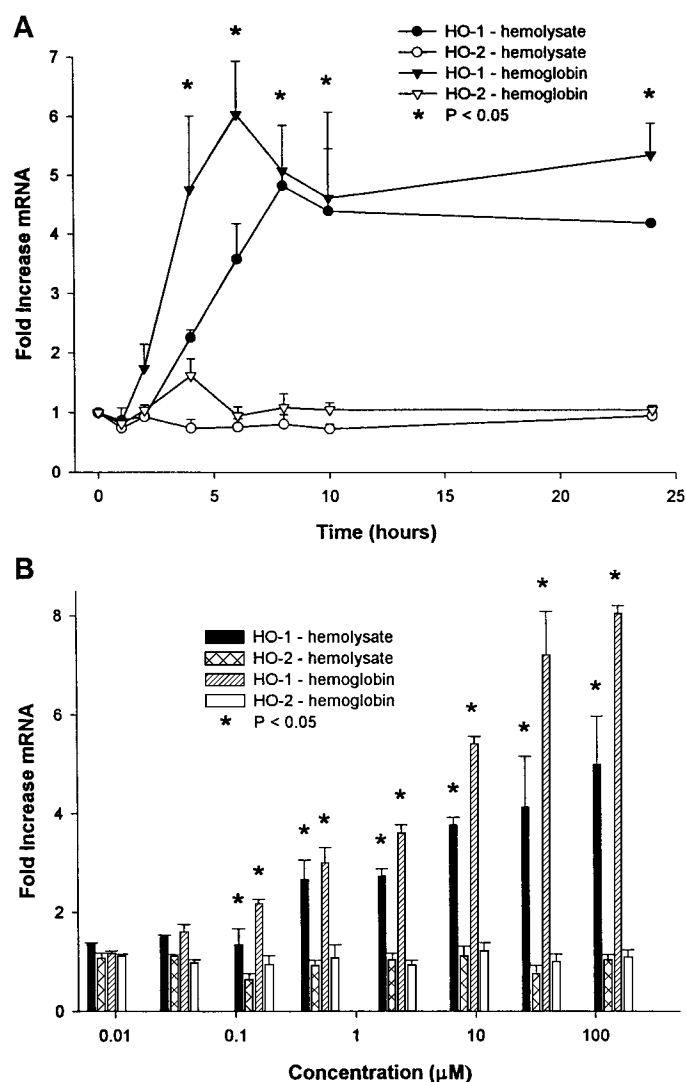 A
HO-1 - hemolysate
HO-2 - hemolysate
HO-1 - hemoglobin
HO-2 - hemoglobin
* P < 0.05
* * * * *
7
6
5
4
3
2
1
0
Fold Increase mRNA
0 5 10 15 20 25
Time (hours)
B
HO-1 - hemolysate
HO-2 - hemolysate
HO-1 - hemoglobin
HO-2 - hemoglobin
* P < 0.05
* * * * * * * * * * * *
8
6
4
2
0
Fold Increase mRNA
0.01 0.1 1 10 100
Concentration (μM)